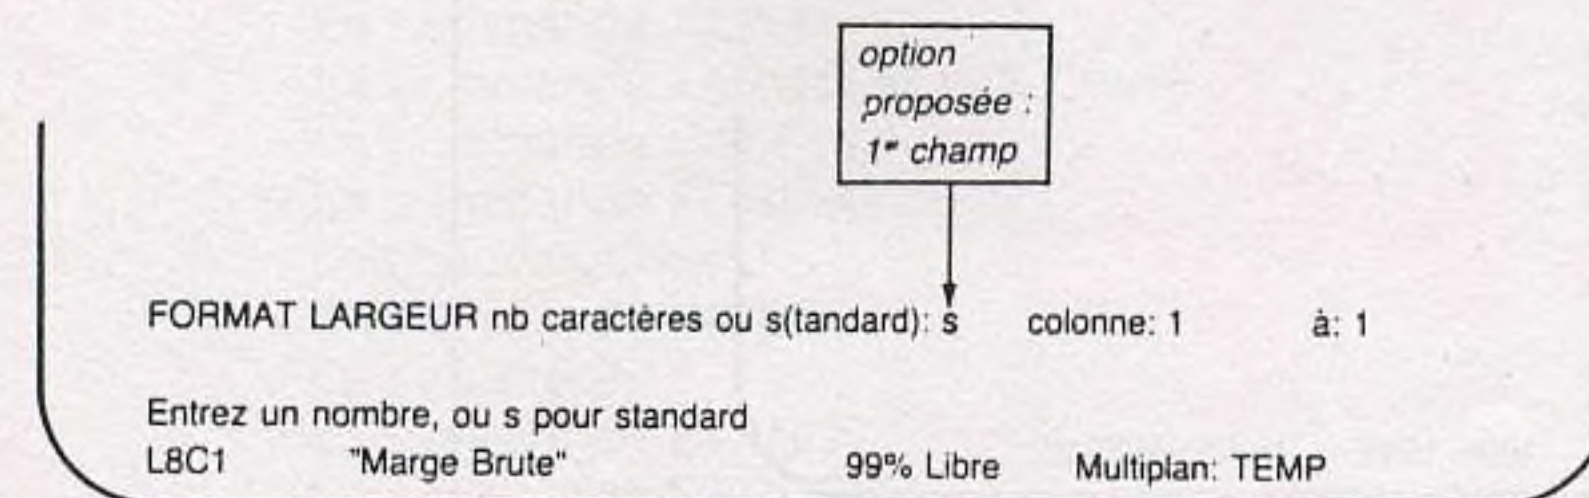 option
proposée :
1er champ
FORMAT LARGEUR nb caractères ou s(tandard): s colonne: 1 à: 1
Entrez un nombre, ou s pour standard
L8C1 "Marge Brute" 99% Libre Multiplan: TEMP